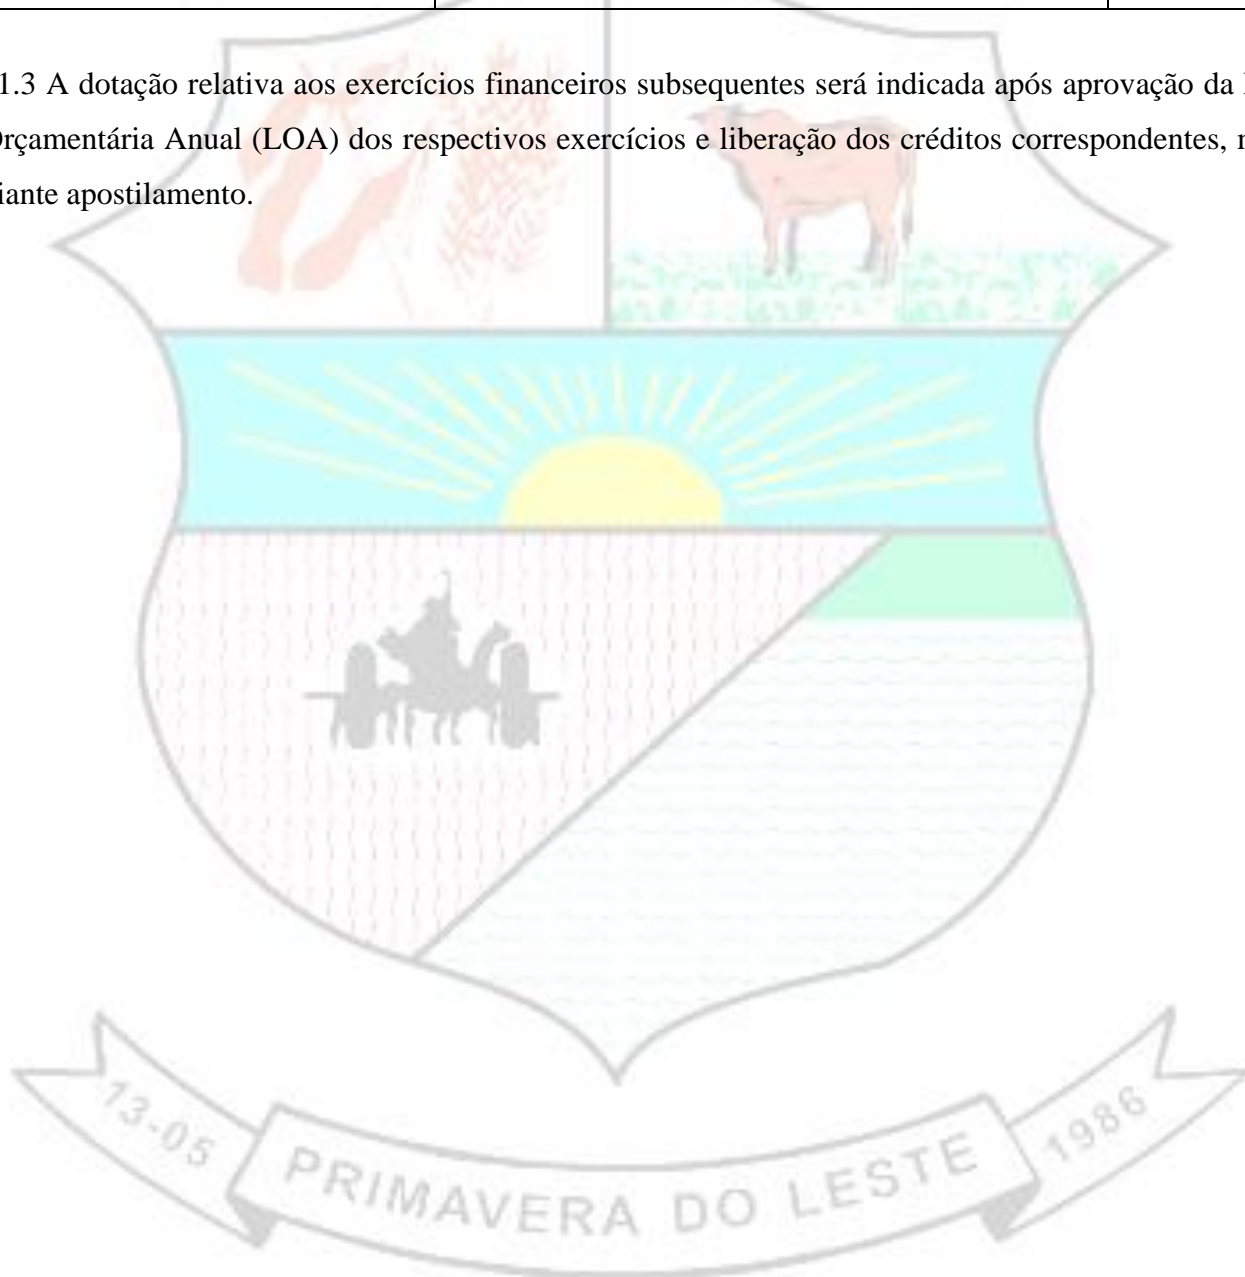 1.3 A dotação relativa aos exercícios financeiros subsequentes será indicada após aprovação da
Orçamentária Anual (LOA) dos respectivos exercícios e liberação dos créditos correspondentes,
iante apostilamento.
13-05
PRIMAVERA DO LESTE
1986